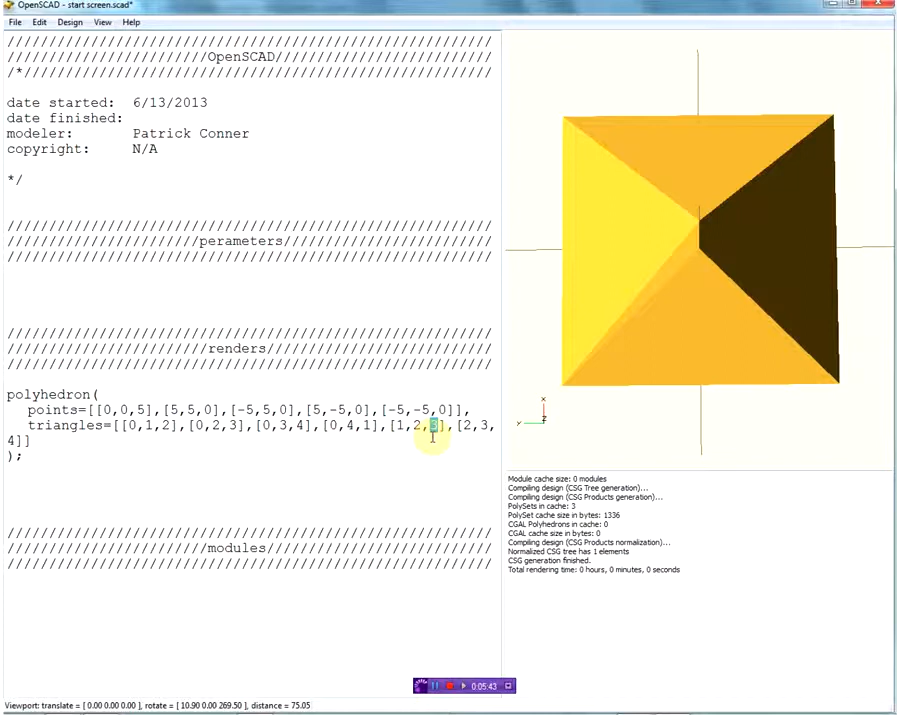 OpenSCAD - start screen.scad*
File Edit Design View Help
///////////////////////////////////////////////////////////
////////////////////////OpenSCAD//////////////////////////
/*/////////////////////////////////////////////////////////
date started: 6/13/2013
date finished:
modeler: Patrick Conner
copyright: N/A
*/
///////////////////////////////////////////////////////////
///////////////////////perameters/////////////////////////
///////////////////////////////////////////////////////////
///////////////////////////////////////////////////////////
////////////////////////renders///////////////////////////
///////////////////////////////////////////////////////////
polyhedron(
points=[[0,0,5],[5,5,0],[-5,5,0],[5,-5,0],[-5,-5,0]],
triangles=[[0,1,2],[0,2,3],[0,3,4],[0,4,1],[1,2,3],[2,3,
4]]
);
///////////////////////////////////////////////////////////
////////////////////////modules///////////////////////////
///////////////////////////////////////////////////////////
x
y
z
Module cache size: 0 modules
Compiling design (CSG Tree generation)...
Compiling design (CSG Products generation)...
PolySets in cache: 3
PolySet cache size in bytes: 1336
CGAL Polyhedrons in cache: 0
CGAL cache size in bytes: 0
Compiling design (CSG Products normalization)...
Normalized CSG tree has 1 elements
CSG generation finished.
Total rendering time: 0 hours, 0 minutes, 0 seconds
0:05:43
Viewport: translate = [ 0.00 0.00 0.00 ], rotate = [ 10.90 0.00 269.50 ], distance = 75.05